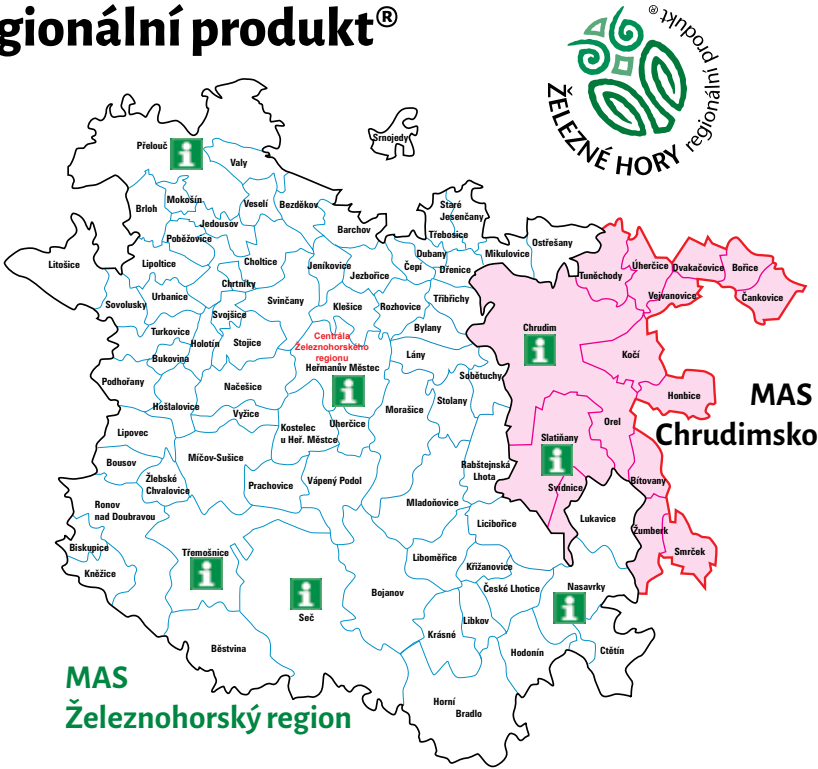 gionální produkt®
ŽELEZNÉ HORY regionální produkt®
Srnojedy
Přelouč
Valy
Mokošín
Brloh
Veselí
Bezděkov
Jedousov
Poběžovice
Barchov
Staré
Jesenčany
Třebosice
Dubany
Mikulovice
Ostřešany
Litošice
Lipoltice
Choltice
Jeníkovice
Jezbořice
Čepí
Dřenice
Tuněchody
Úherčice
Dvakačovice
Bořice
Chrtníky
Urbanice
Sovolusky
Svinčany
Klešice
Rozhovice
Tříbřichy
Vejvanovice
Čankovice
Svojšice
Turkovice
Holotín
Stojice
Bylany
Chrudim
Centrála
Železnohorského
regionu
Heřmanův Městec
Bukovina
Lány
Kočí
Podhořany
Načešice
Sobětuchy
Honbice
MAS
Chrudimsko
Hošťalovice
Vyžice
Morašice
Stolany
Orel
Kostelec
u Heř. Městce
Úherčice
Lipovec
Slatiňany
Bousov
Míčov-Sušice
Žlebské
Chvalovice
Prachovice
Vápený Podol
Rabštejnská
Lhota
Svídnice
Bítovany
Ronov
nad Doubravou
Mladoňovice
Licibořice
Lukavice
Žumberk
Smrček
Biskupice
Třemošnice
Kněžice
Liboměřice
Křižanovice
České Lhotice
Nasavrky
Bojanov
Seč
Libkov
Krásné
Běstvina
Hodonín
Ctětín
MAS
Železnohorský region
Horní
Bradlo